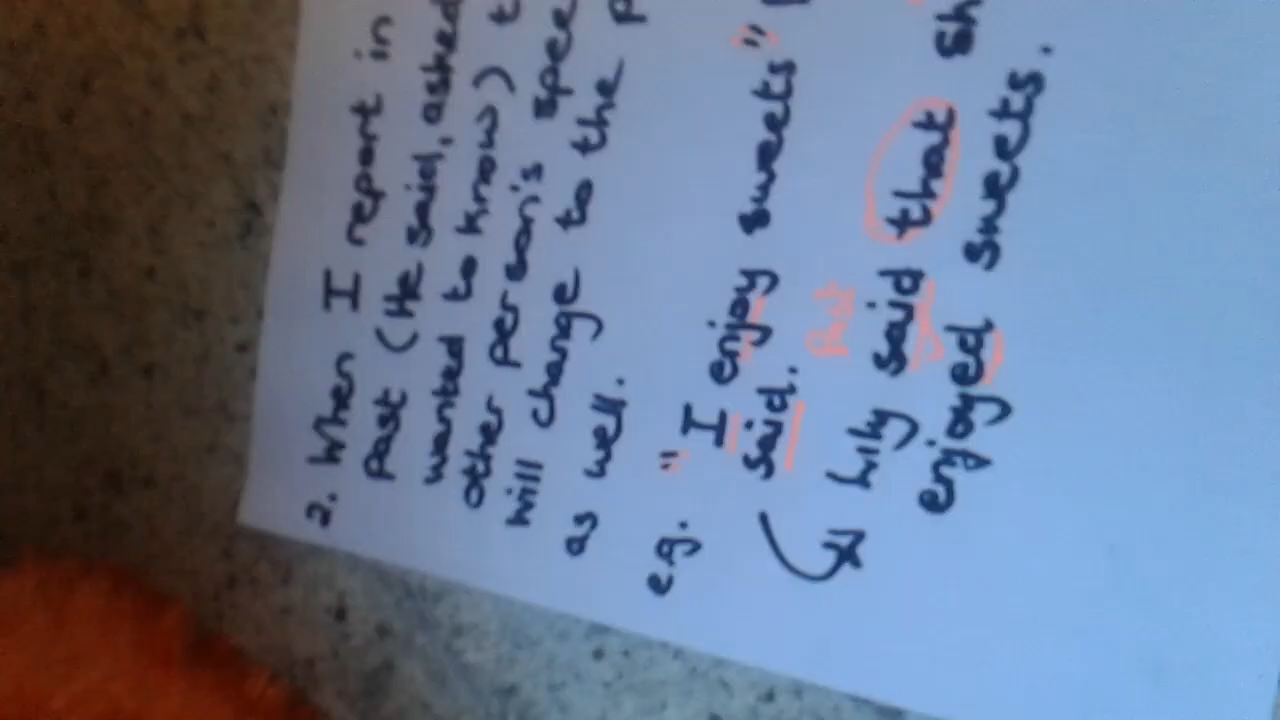 2. When I report in
past (He said, asked
wanted to know) t
other person's spee
will change to the p
as well.
e.g. "I enjoy sweets"
said.
Past
Lily said that sh
enjoyed sweets.